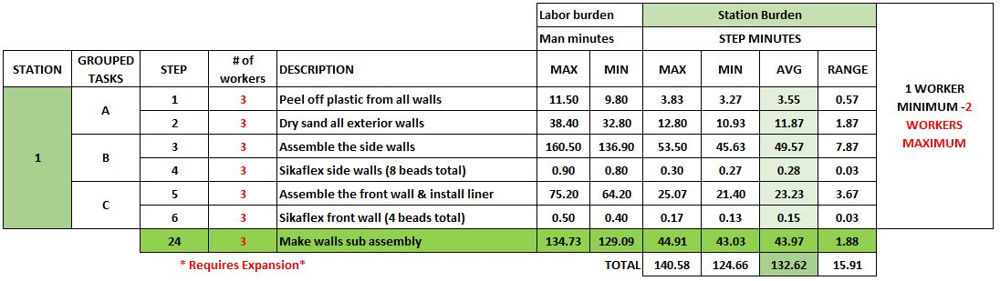 Labor burden Station Burden
Man minutes STEP MINUTES
STATION GROUPED TASKS STEP # of workers DESCRIPTION MAX MIN MAX MIN AVG RANGE
1 WORKER MINIMUM -2 WORKERS MAXIMUM
1 A 1 3 Peel off plastic from all walls 11.50 9.80 3.83 3.27 3.55 0.57
2 3 Dry sand all exterior walls 38.40 32.80 12.80 10.93 11.87 1.87
B 3 3 Assemble the side walls 160.50 136.90 53.50 45.63 49.57 7.87
4 3 Sikaflex side walls (8 beads total) 0.90 0.80 0.30 0.27 0.28 0.03
C 5 3 Assemble the front wall & install liner 75.20 64.20 25.07 21.40 23.23 3.67
6 3 Sikaflex front wall (4 beads total) 0.50 0.40 0.17 0.13 0.15 0.03
24 3 Make walls sub assembly 134.73 129.09 44.91 43.03 43.97 1.88
* Requires Expansion* TOTAL 140.58 124.66 132.62 15.91